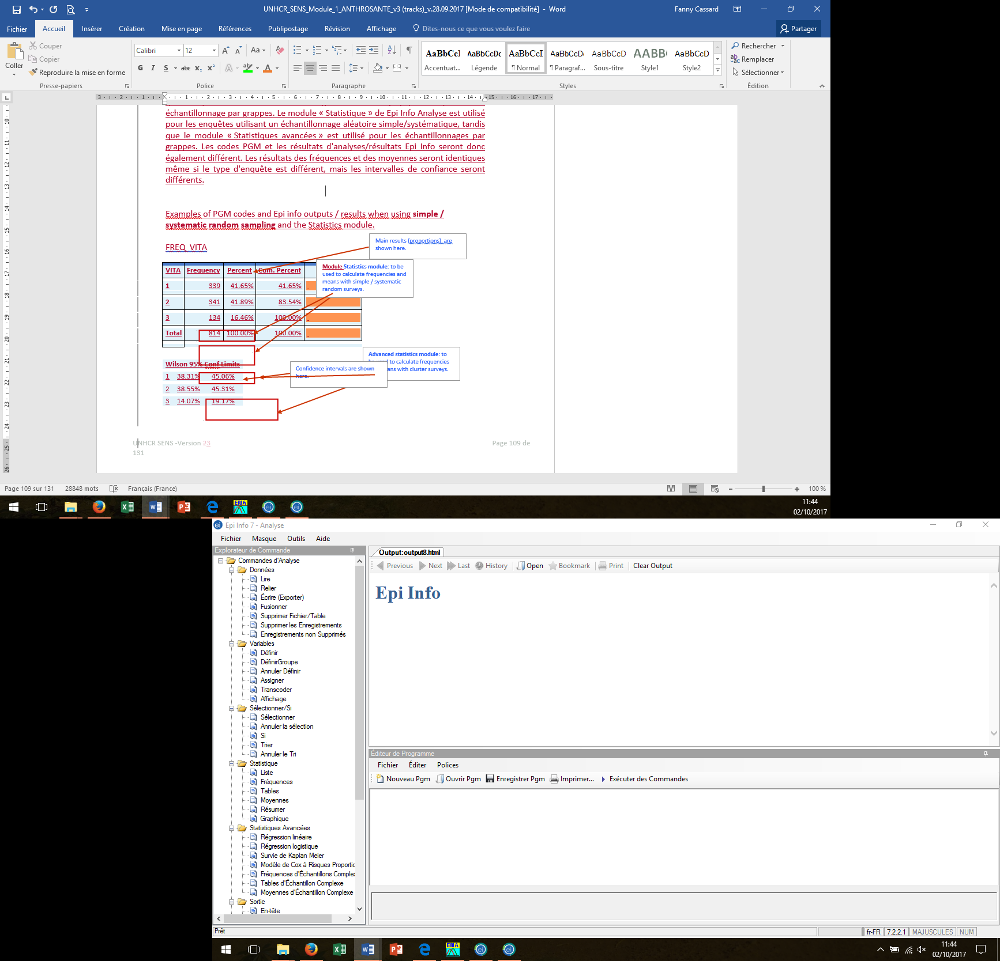 UNHCR_SENS_Module_1_ANTHROSANTE_v3 (tracks)_v.28.09.2017 [Mode de compatibilité] - Word
Fanny Cassard
Fichier Accueil Insérer Création Mise en page Références Publipostage Révision Affichage Dites-nous ce que vous voulez faire Partager
Coller
Couper
Copier
Reproduire la mise en forme
Presse-papiers
Calibri 12
Police
Paragraphe
AaBbCcI AaBbCcDc AaBbCcI AaBbCcDı AaBbCcD AABB( AaBbCcD
Accentuat... Légende ¶ Normal ¶ Paragraf... Sous-titre Style1 Style2
Styles
Rechercher
Remplacer
Sélectionner
Édition
échantillonnage par grappes. Le module « Statistique » de Epi Info Analyse est utilisé
pour les enquêtes utilisant un échantillonnage aléatoire simple/systématique, tandis
que le module « Statistiques avancées » est utilisé pour les échantillonnages par
grappes. Les codes PGM et les résultats d'analyses/résultats Epi Info seront donc
également différent. Les résultats des fréquences et des moyennes seront identiques
même si le type d'enquête est différent, mais les intervalles de confiance seront
différents.
Examples of PGM codes and Epi info outputs / results when using simple /
systematic random sampling and the Statistics module.
FREQ VITA
Main results (proportions) are
shown here.
VITA Frequency Percent Cum. Percent
1 339 41.65% 41.65%
2 341 41.89% 83.54%
3 134 16.46% 100.00%
Total 814 100.00% 100.00%
Module Statistics module: to be
used to calculate frequencies and
means with simple / systematic
random surveys.
Wilson 95% Conf Limits
1 38.31% 45.06%
2 38.55% 45.31%
3 14.07% 19.17%
Advanced statistics module: to
be used to calculate frequencies
ans with cluster surveys.
Confidence intervals are shown
here.
UNHCR SENS -Version 23
Page 109 de
131
Page 109 sur 131 28848 mots Français (France) 100 %
11:44
02/10/2017
Epi Info 7 - Analyse
Fichier Masque Outils Aide
Explorateur de Commande
Commandes d'Analyse
Données
Lire
Relier
Écrire (Exporter)
Fusionner
Supprimer Fichier/Table
Supprimer les Enregistrements
Enregistrements non Supprimés
Variables
Définir
DéfinirGroupe
Annuler Définir
Assigner
Transcoder
Affichage
Sélectionner/Si
Sélectionner
Annuler la sélection
Si
Trier
Annuler le Tri
Statistique
Liste
Fréquences
Tables
Moyennes
Résumer
Graphique
Statistiques Avancées
Régression linéaire
Régression logistique
Survie de Kaplan Meier
Modèle de Cox à Risques Proportic
Fréquences d'Échantillons Comple
Tables d'Échantillon Complexe
Moyennes d'Échantillon Complexe
Sortie
En-tête
Output:output8.html
Previous Next Last History Open Bookmark Print Clear Output
Epi Info
Éditeur de Programme
Fichier Éditer Polices
Nouveau Pgm Ouvrir Pgm Enregistrer Pgm Imprimer... Exécuter des Commandes
Prêt
fr-FR 7.2.2.1 MAJUSCULES NUM
11:44
02/10/2017